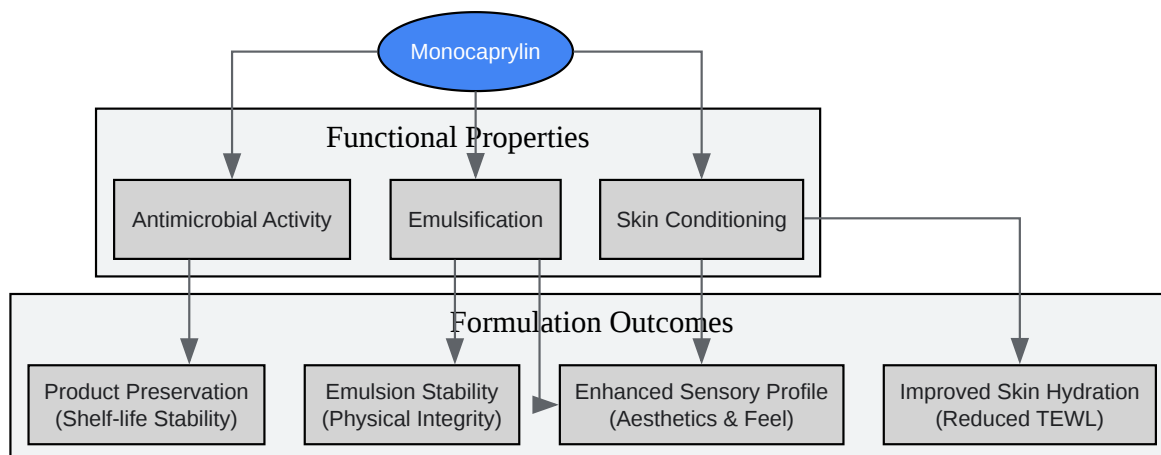 Monocaprylin
Functional Properties
Antimicrobial Activity
Emulsification
Skin Conditioning
Formulation Outcomes
Product Preservation
(Shelf-life Stability)
Emulsion Stability
(Physical Integrity)
Enhanced Sensory Profile
(Aesthetics & Feel)
Improved Skin Hydration
(Reduced TEWL)